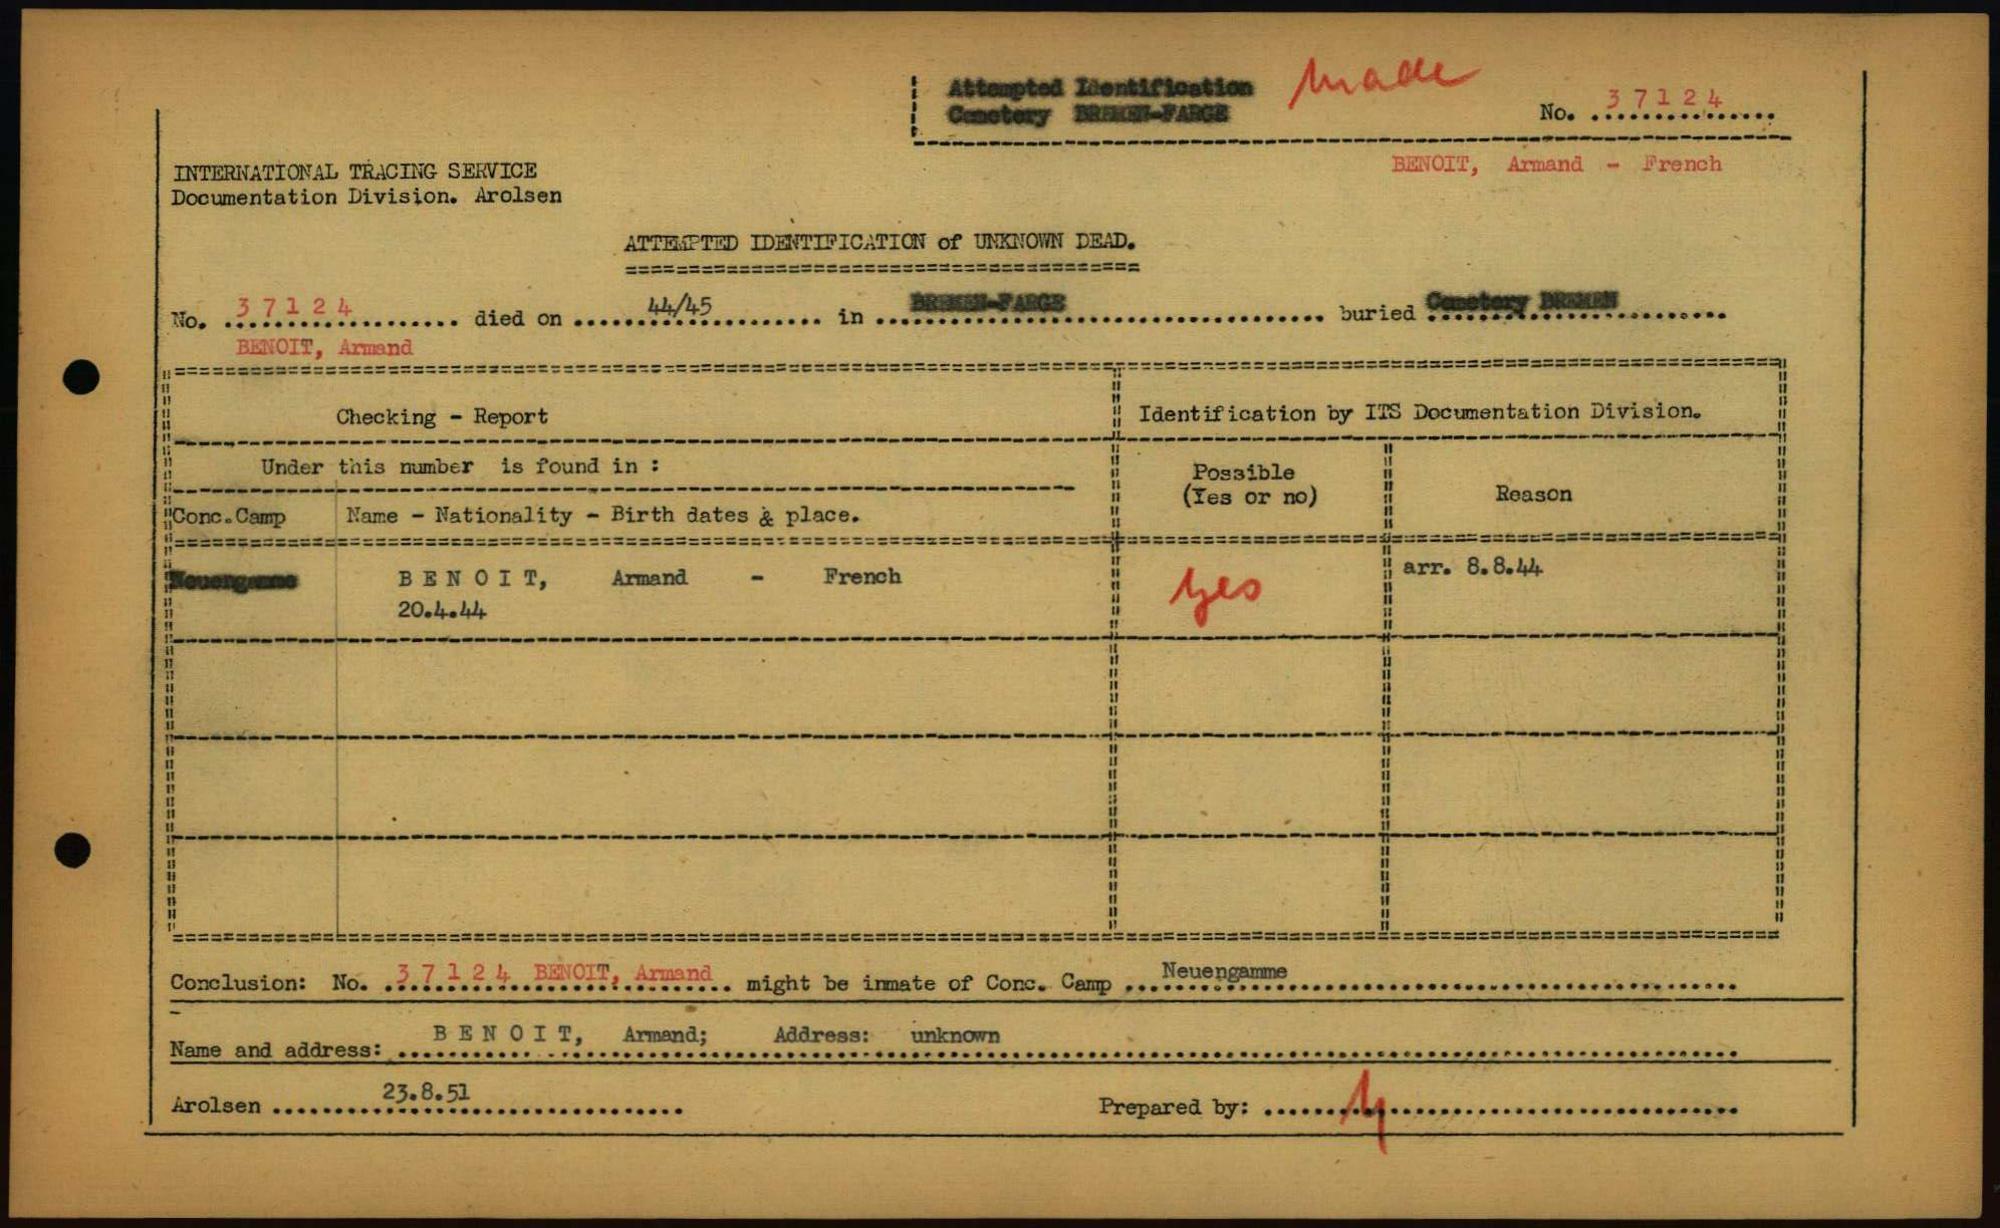 Attempted Identification made
Cemetery BREMEN-FARGE
No. 37124
BENOIT, Armand - French
INTERNATIONAL TRACING SERVICE
Documentation Division. Arolsen
ATTEMPTED IDENTIFICATION of UNKNOWN DEAD.
No. 37124 died on 44/45 in BREMEN-FARGE buried Cemetery BREMEN
BENOIT, Armand
Checking - Report
Identification by ITS Documentation Division.
Under this number is found in :
Possible
(Yes or no)
Reason
Conc.Camp Name - Nationality - Birth dates & place.
Neuengamme BENOIT, Armand - French yes arr. 8.8.44
20.4.44
Conclusion: No. 37124 BENOIT, Armand might be inmate of Conc. Camp Neuengamme
Name and address: BENOIT, Armand; Address: unknown
Arolsen 23.8.51 Prepared by: